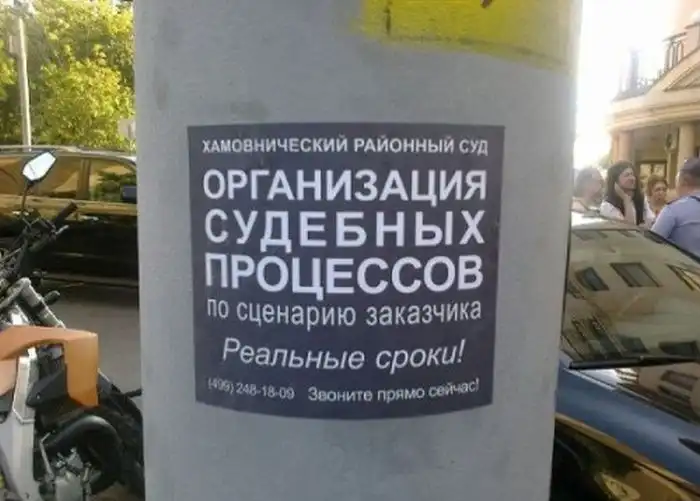 ХАМОВНИЧЕСКИЙ РАЙОННЫЙ СУД
ОРГАНИЗАЦИЯ
СУДЕБНЫХ
ПРОЦЕССОВ
по сценарию заказчика
Реальные сроки!
(499) 248-18-09 Звоните прямо сейчас!